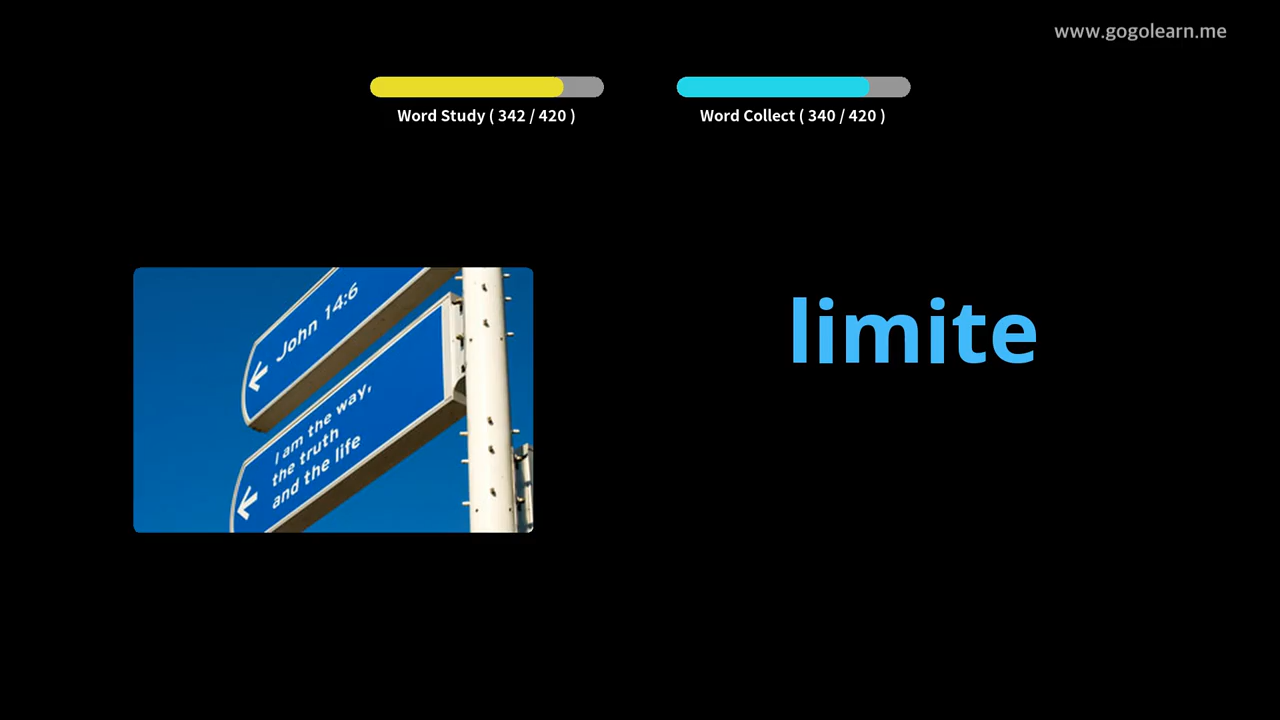 www.gogolearn.me
Word Study ( 342 / 420 )
Word Collect ( 340 / 420 )
John 14:6
I am the way,
the truth
and the life
limite